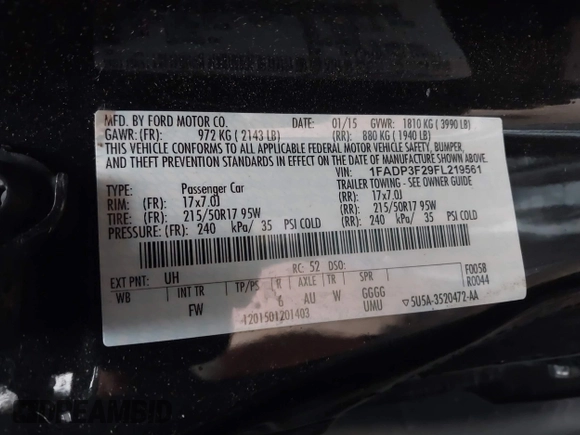 MFD. BY FORD MOTOR CO. DATE: 01/15 GVWR: 1810 KG ( 3990 LB)
GAWR: (FR): 972 KG ( 2143 LB) (RR): 880 KG ( 1940 LB)
THIS VEHICLE CONFORMS TO ALL APPLICABLE FEDERAL MOTOR VEHICLE SAFETY, BUMPER,
AND THEFT PREVENTION STANDARDS IN EFFECT ON THE DATE OF MANUFACTURE SHOWN ABOVE.
VIN: 1FADP3F29FL219561
TYPE: Passenger Car TRAILER TOWING - SEE OWNER GUIDE
RIM: (FR): 17x7.0J (RR): 17x7.0J
TIRE: (FR): 215/50R17 95W (RR): 215/50R17 95W
PRESSURE: (FR): 240 kPa/ 35 PSI COLD (RR): 240 kPa/ 35 PSI COLD
EXT PNT: UH RC: 52 DSO: F0058
WB INT TR TP/PS R AXLE TR SPR R0044
FW 6 AU W GGGG
UMU
1201501201403 5U5A-3520472-AA
DREAMBID